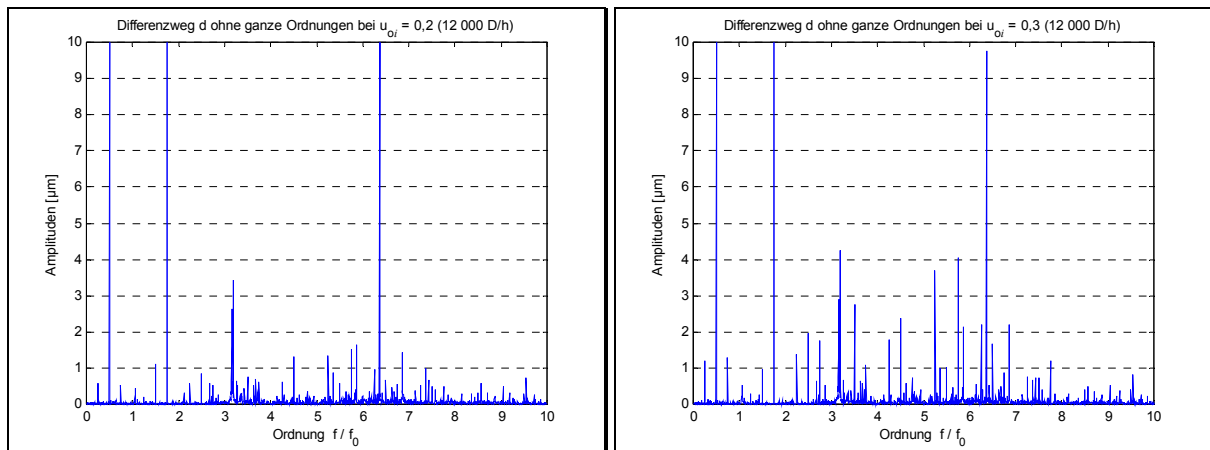 Differenzweg d ohne ganze Ordnungen bei u_oi = 0,2 (12 000 D/h)
10
9
8
7
6
5
4
3
2
1
0
Amplituden [µm]
0 1 2 3 4 5 6 7 8 9 10
Ordnung f / f_0
Differenzweg d ohne ganze Ordnungen bei u_oi = 0,3 (12 000 D/h)
10
9
8
7
6
5
4
3
2
1
0
Amplituden [µm]
0 1 2 3 4 5 6 7 8 9 10
Ordnung f / f_0